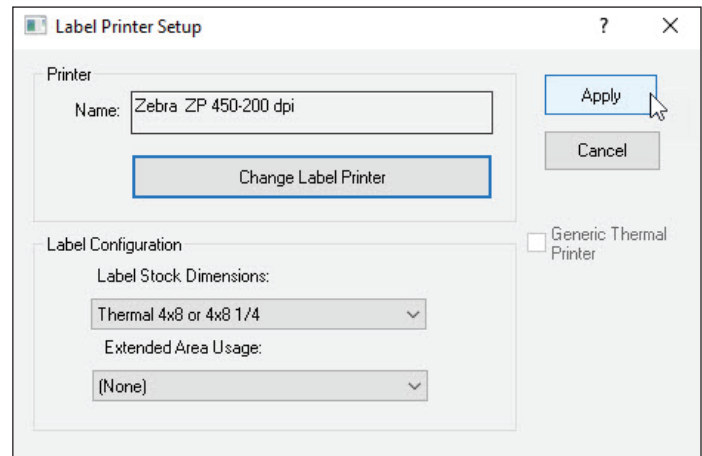 Label Printer Setup
?
Printer
Name:
Zebra ZP 450-200 dpi
Change Label Printer
Apply
Cancel
Generic Thermal
Printer
Label Configuration
Label Stock Dimensions:
Thermal 4x8 or 4x8 1/4
Extended Area Usage:
(None)